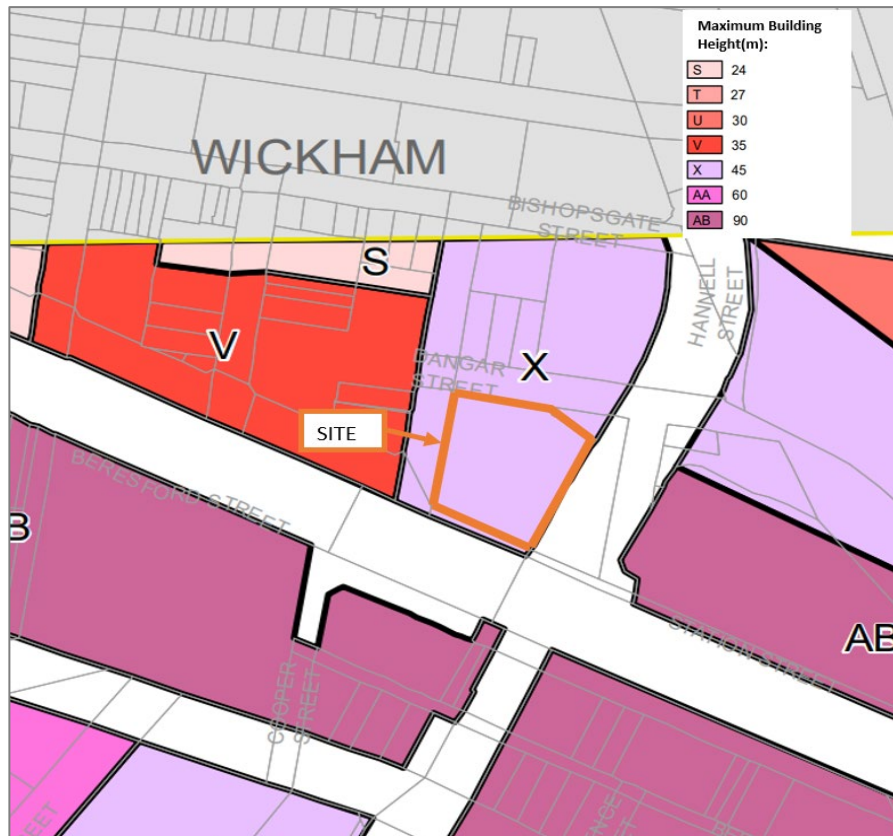 Maximum Building
Height(m):
S 24
T 27
U 30
V 35
X 45
AA 60
AB 90
WICKHAM
BISHOPSGATE
STREET
S
HANNELL
STREET
V
DANGAR
STREET
X
SITE
BERESFORD STREET
B
STATION STREET
AB
COOPER
STREET